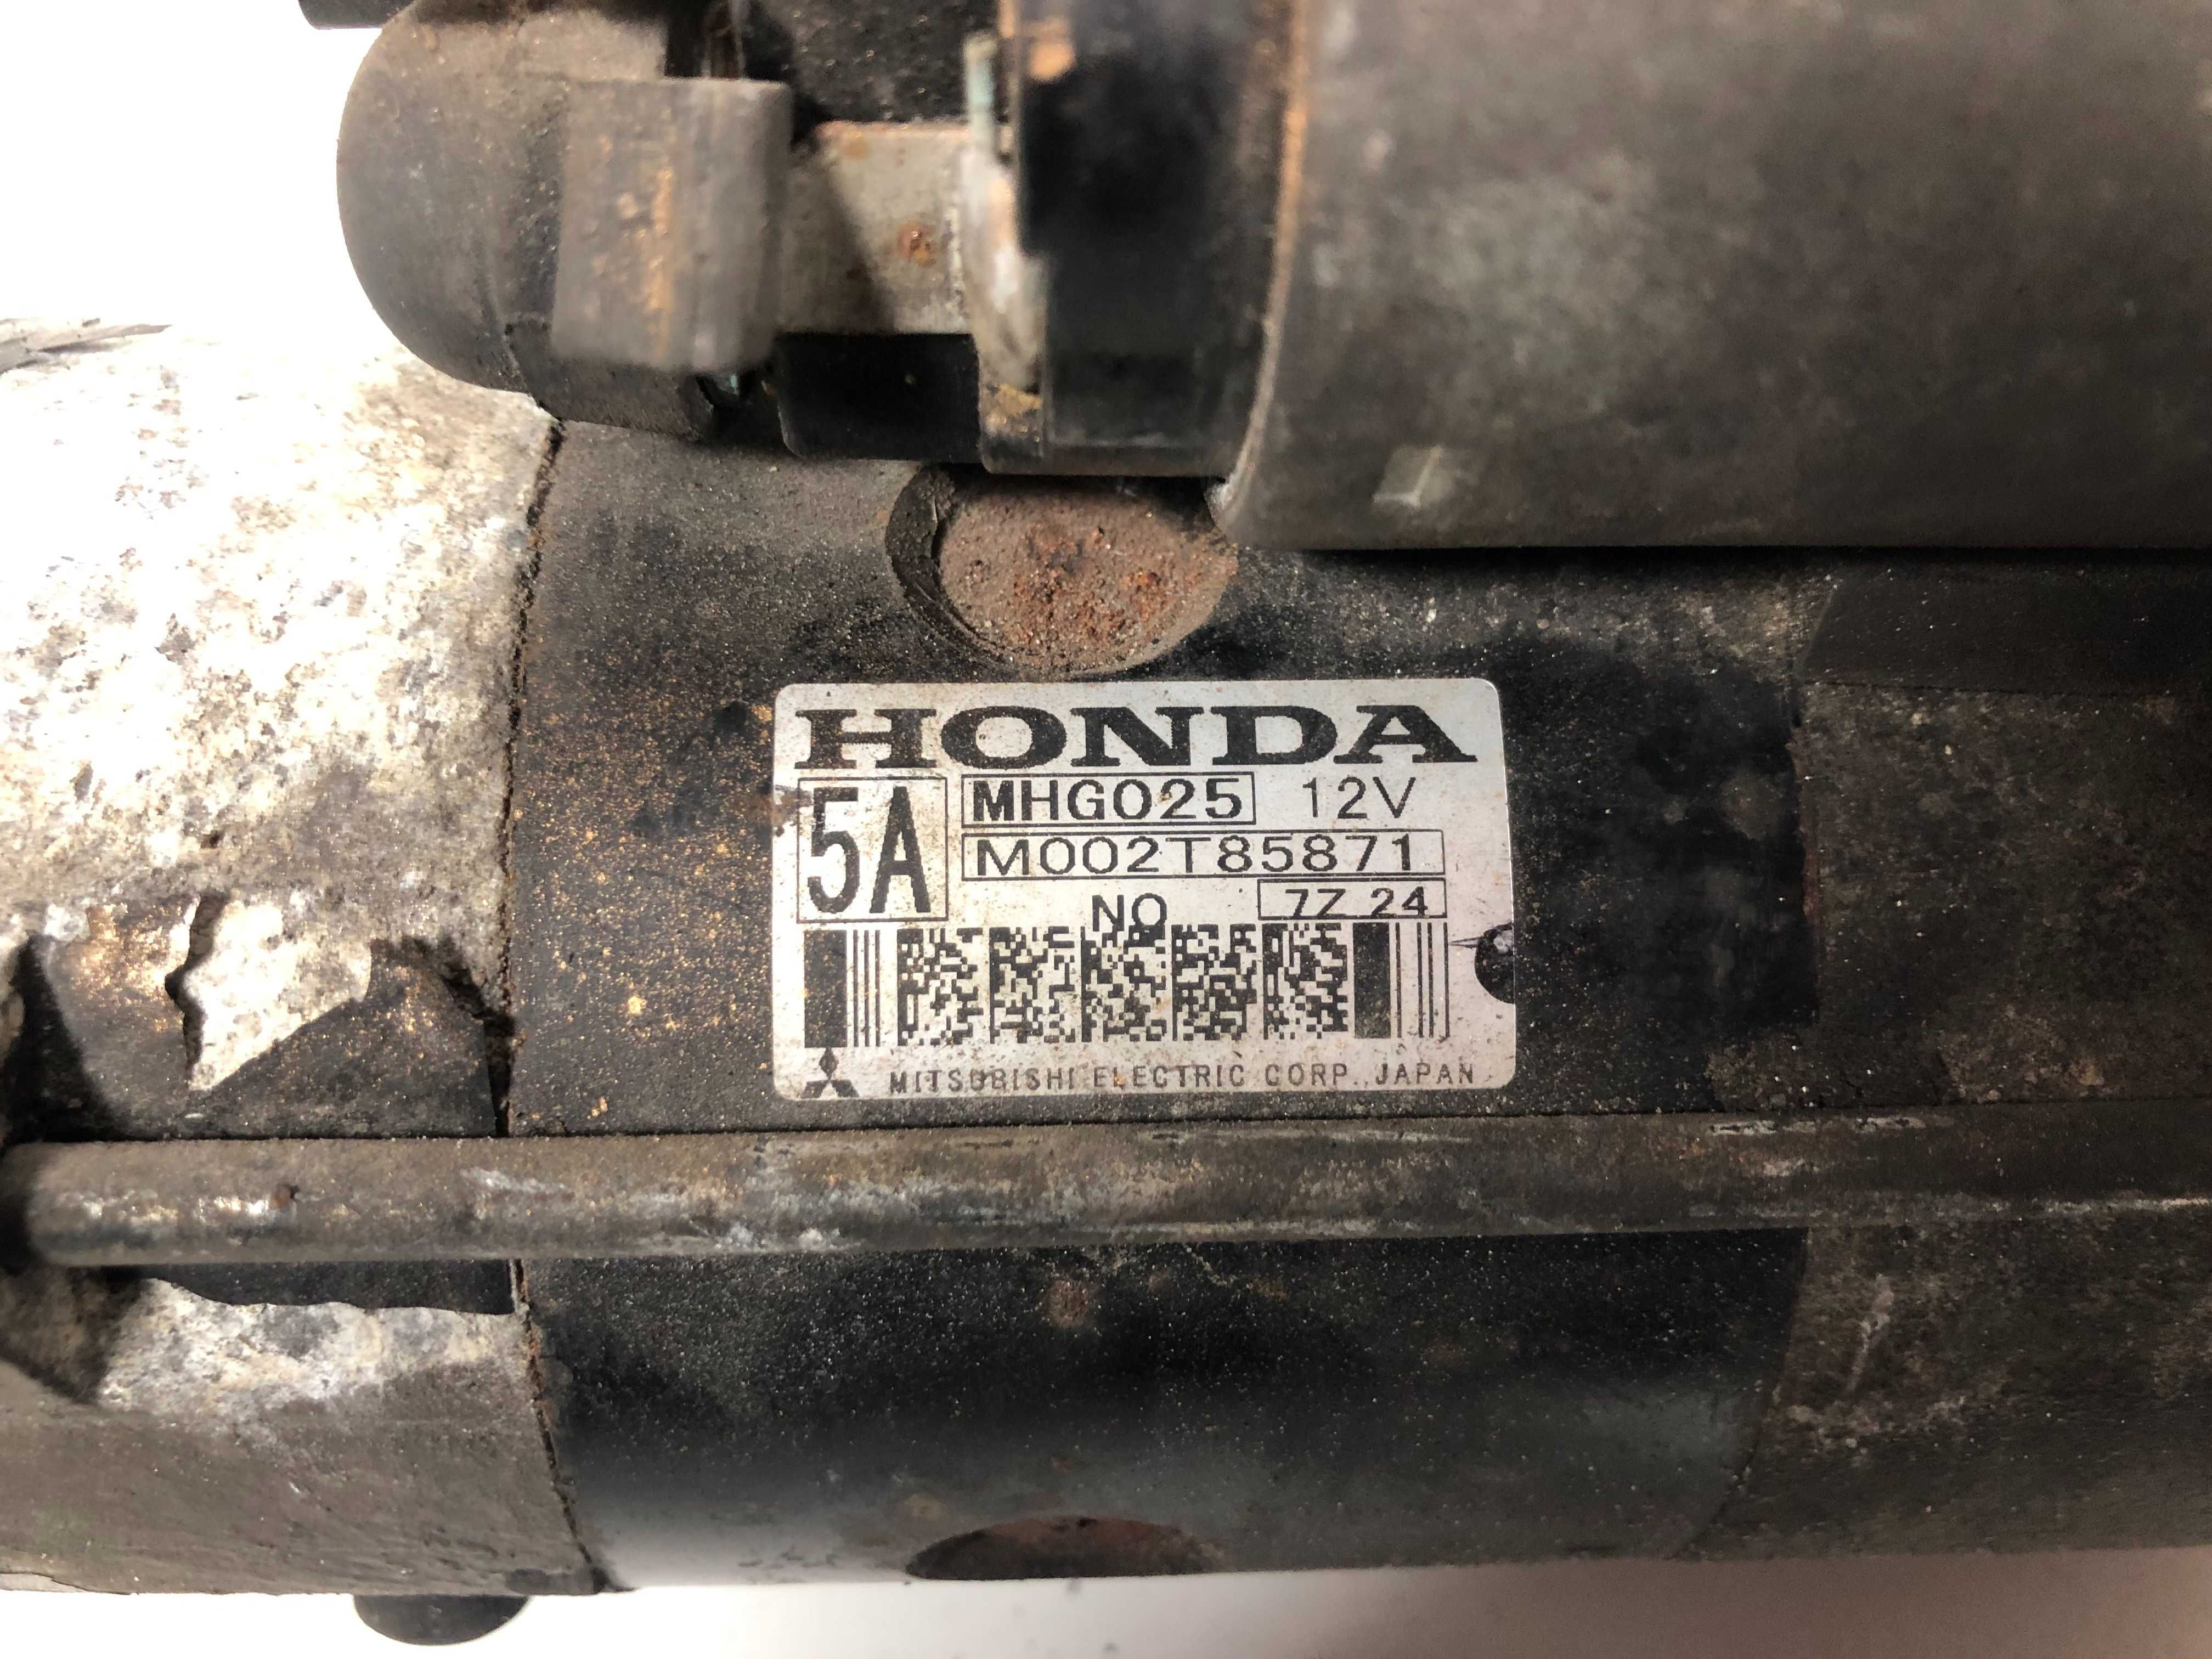 HONDA
5A
MHG025 12V
M002T85871
NO 7Z 24
MITSUBISHI ELECTRIC CORP. JAPAN